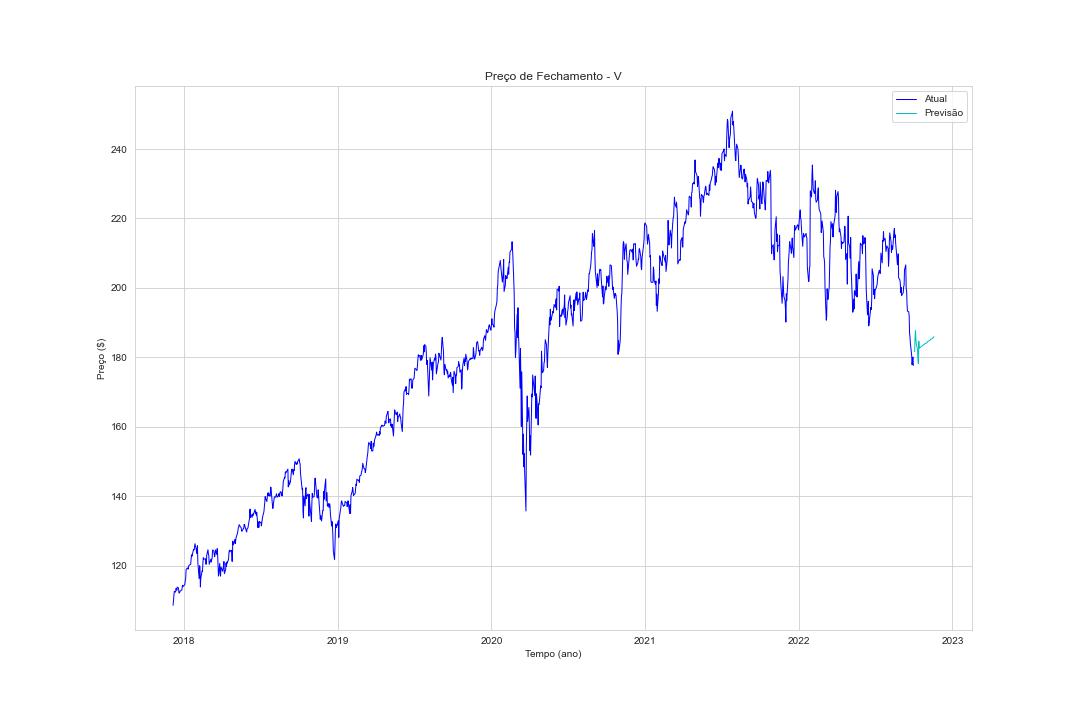 Preço de Fechamento - V
Atual
Previsão
Preço ($)
240
220
200
180
160
140
120
2018
2019
2020
2021
2022
2023
Tempo (ano)